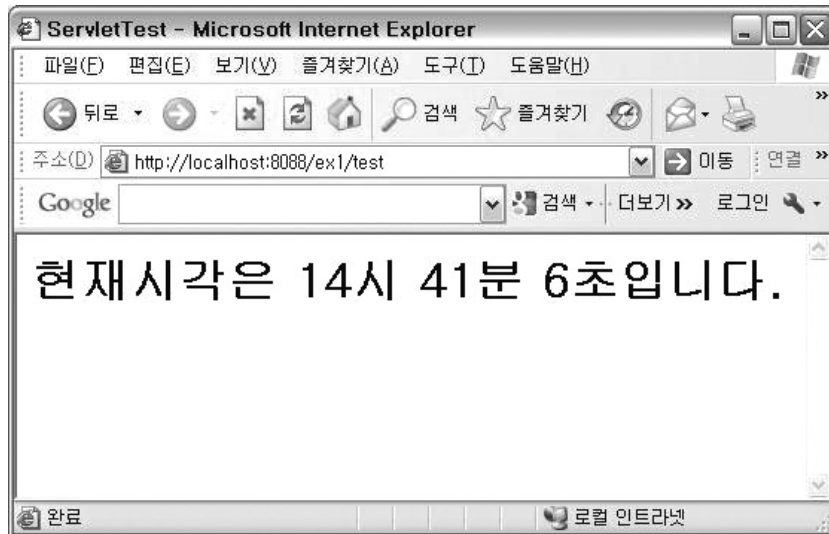 ServletTest - Microsoft Internet Explorer
파일(F) 편집(E) 보기(V) 즐겨찾기(A) 도구(T) 도움말(H)
뒤로 검색 즐겨찾기 »
주소(D) http://localhost:8088/ex1/test 이동 연결 »
Google 검색 더보기 » 로그인
현재시각은 14시 41분 6초입니다.
완료 로컬 인트라넷